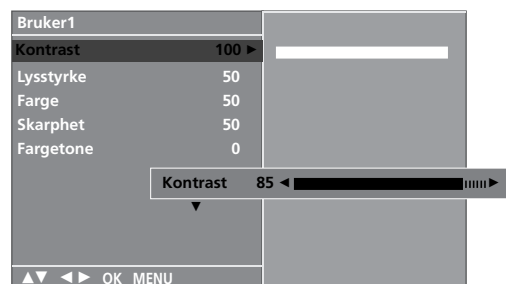 Bruker1
Kontrast 100 ►
Lysstyrke 50
Farge 50
Skarphet 50
Fargetone 0
Kontrast 85 ◄ ►
▼
▲▼ ◄► OK MENU